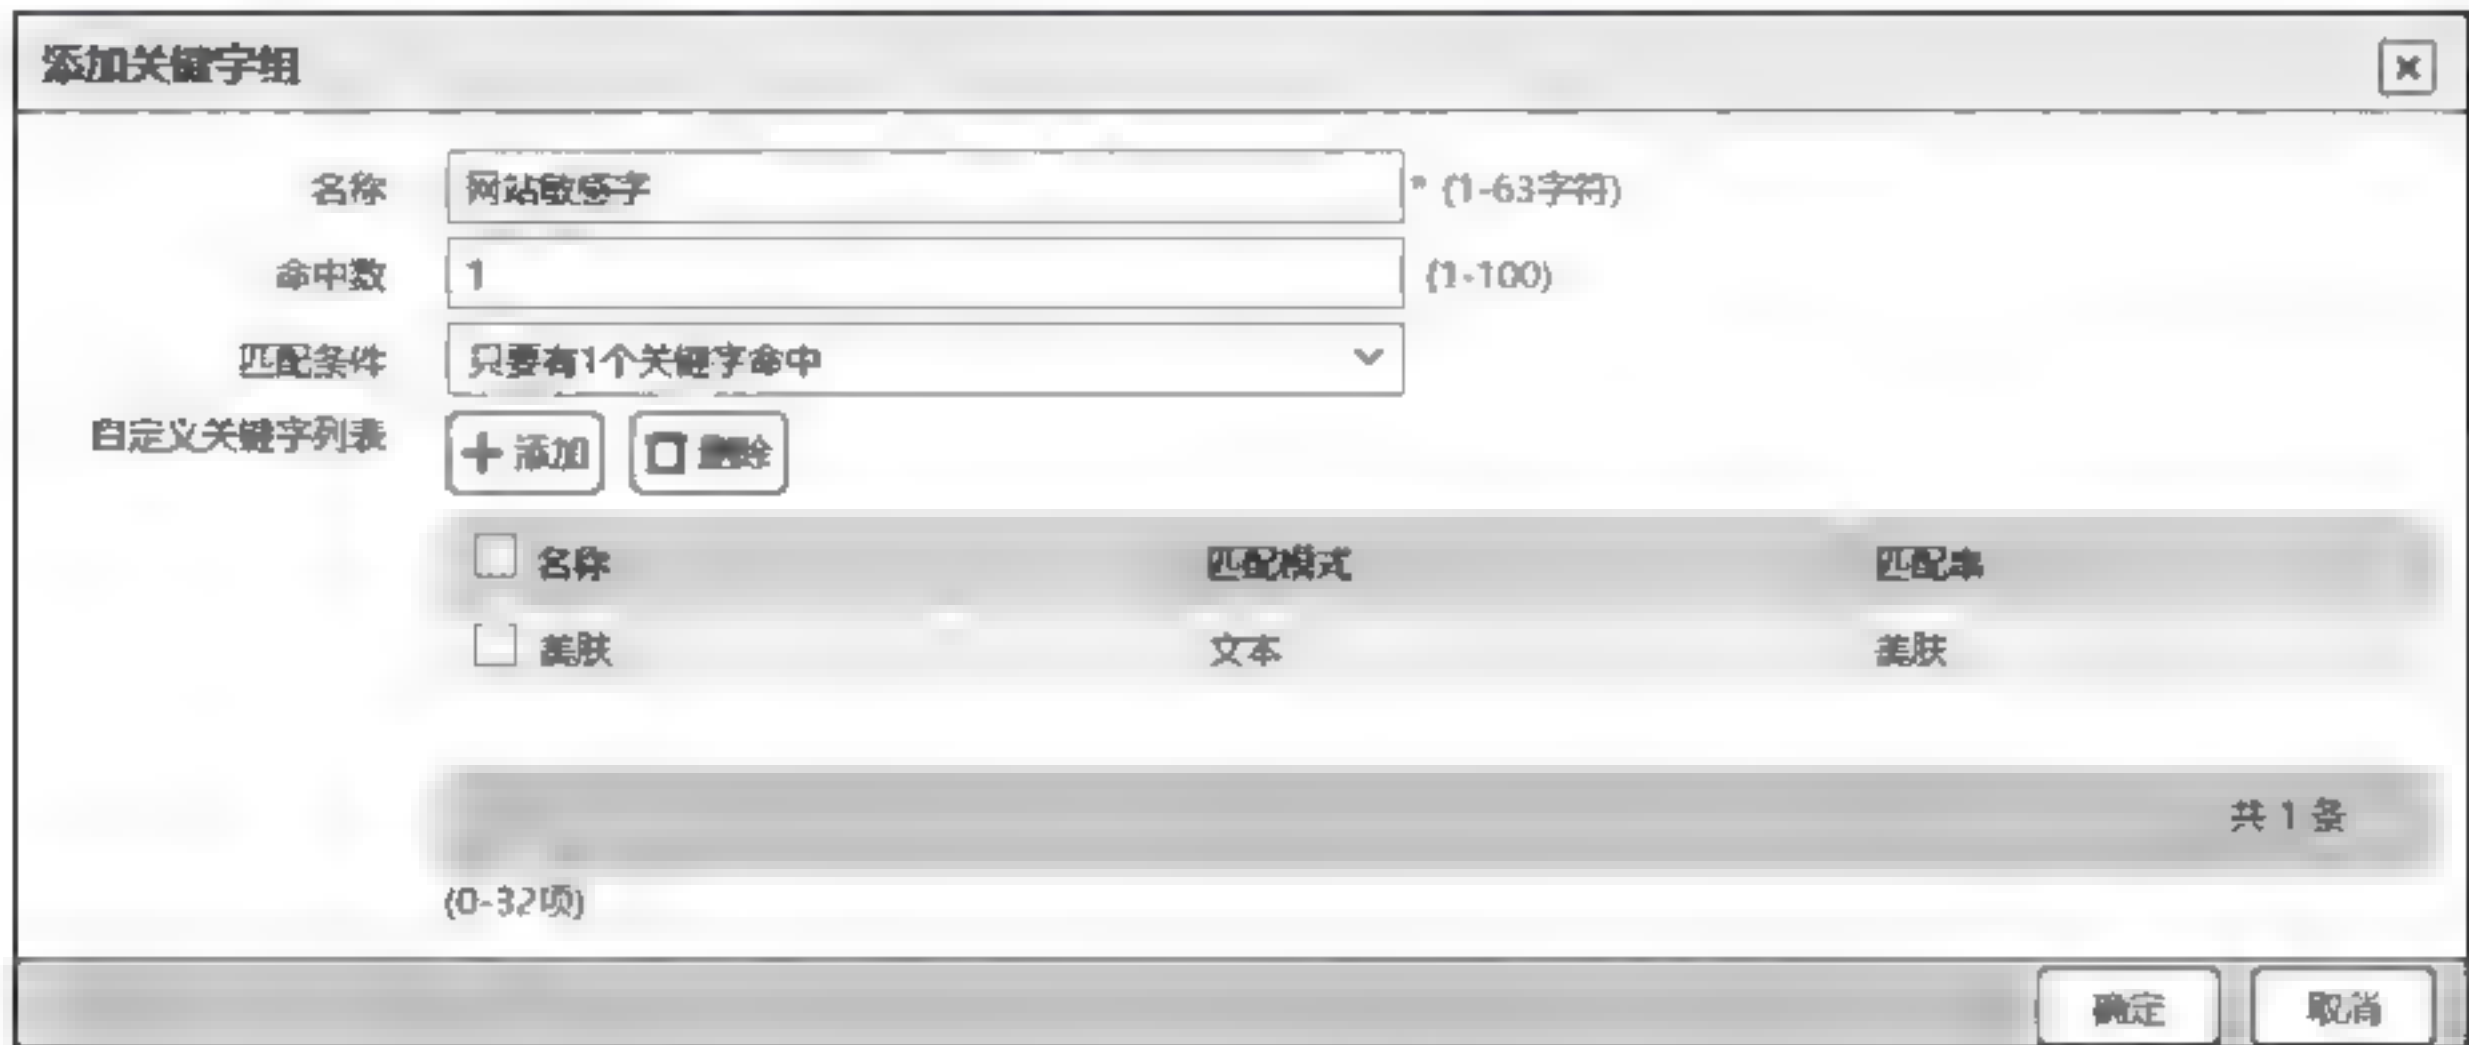 添加关键字组
名称 网站敏感字 * (1-63字符)
命中数 1 (1-100)
匹配条件 只要有1个关键字命中
自定义关键字列表 添加 删除
名称 匹配模式 匹配串
美肤 文本 美肤
共 1 条
(0-32项)
确定 取消